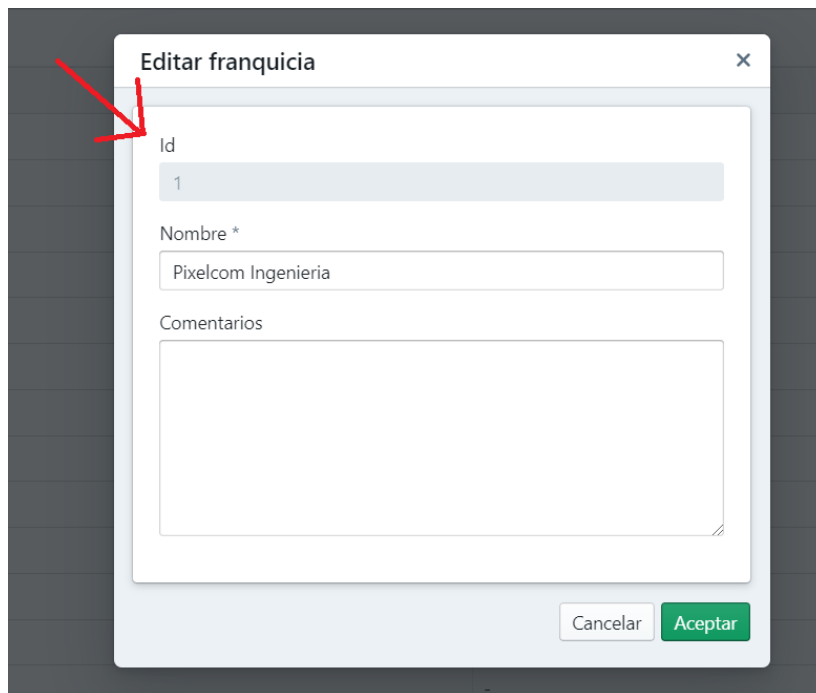 Editar franquicia ×
Id
1
Nombre *
Pixelcom Ingenieria
Comentarios
Cancelar Aceptar
-